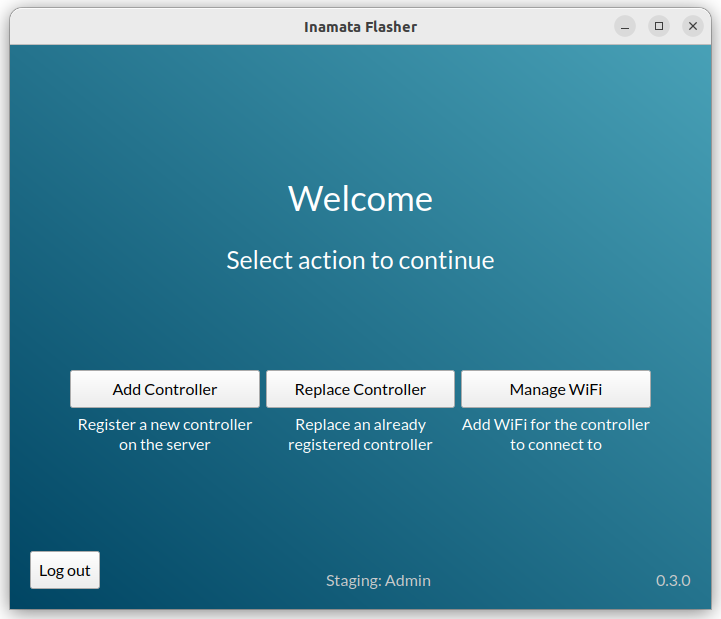 Inamata Flasher
Welcome
Select action to continue
Add Controller
Replace Controller
Manage WiFi
Register a new controller
on the server
Replace an already
registered controller
Add WiFi for the controller
to connect to
Log out
Staging: Admin
0.3.0